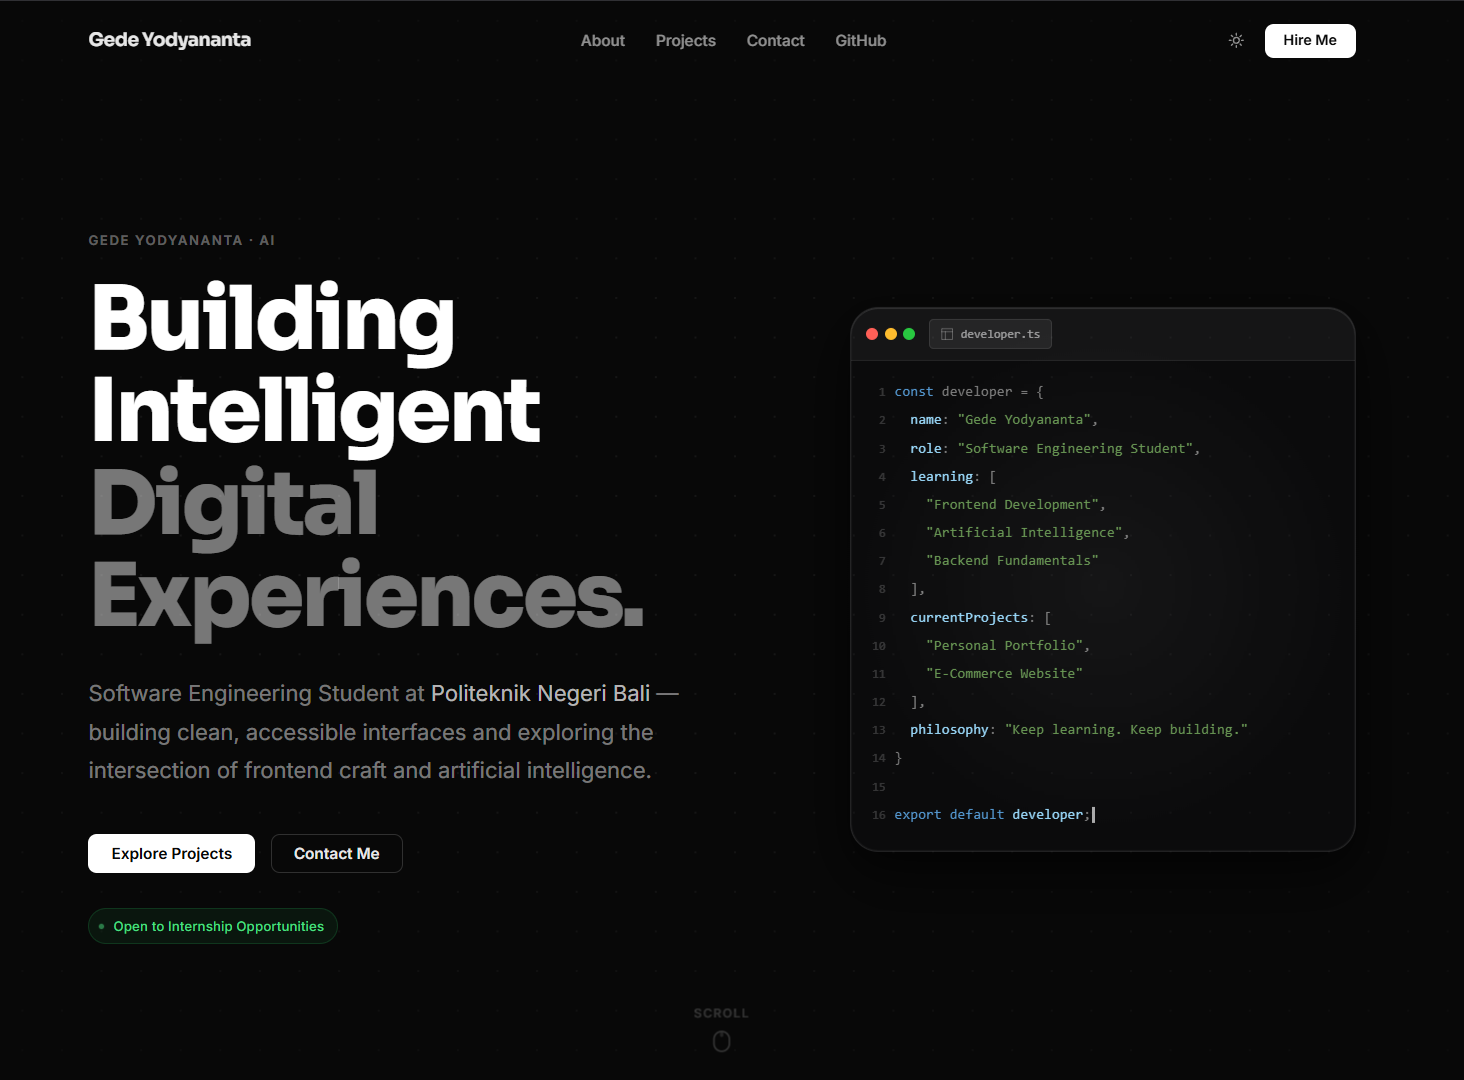 Gede Yodyananta
About Projects Contact GitHub
Hire Me
GEDE YODYANANTA · AI
Building
Intelligent
Digital
Experiences.
Software Engineering Student at Politeknik Negeri Bali —
building clean, accessible interfaces and exploring the
intersection of frontend craft and artificial intelligence.
Explore Projects
Contact Me
Open to Internship Opportunities
developer.ts
1 const developer = {
2   name: "Gede Yodyananta",
3   role: "Software Engineering Student",
4   learning: [
5     "Frontend Development",
6     "Artificial Intelligence",
7     "Backend Fundamentals"
8   ],
9   currentProjects: [
10     "Personal Portfolio",
11     "E-Commerce Website"
12   ],
13   philosophy: "Keep learning. Keep building."
14 }
15
16 export default developer;
SCROLL